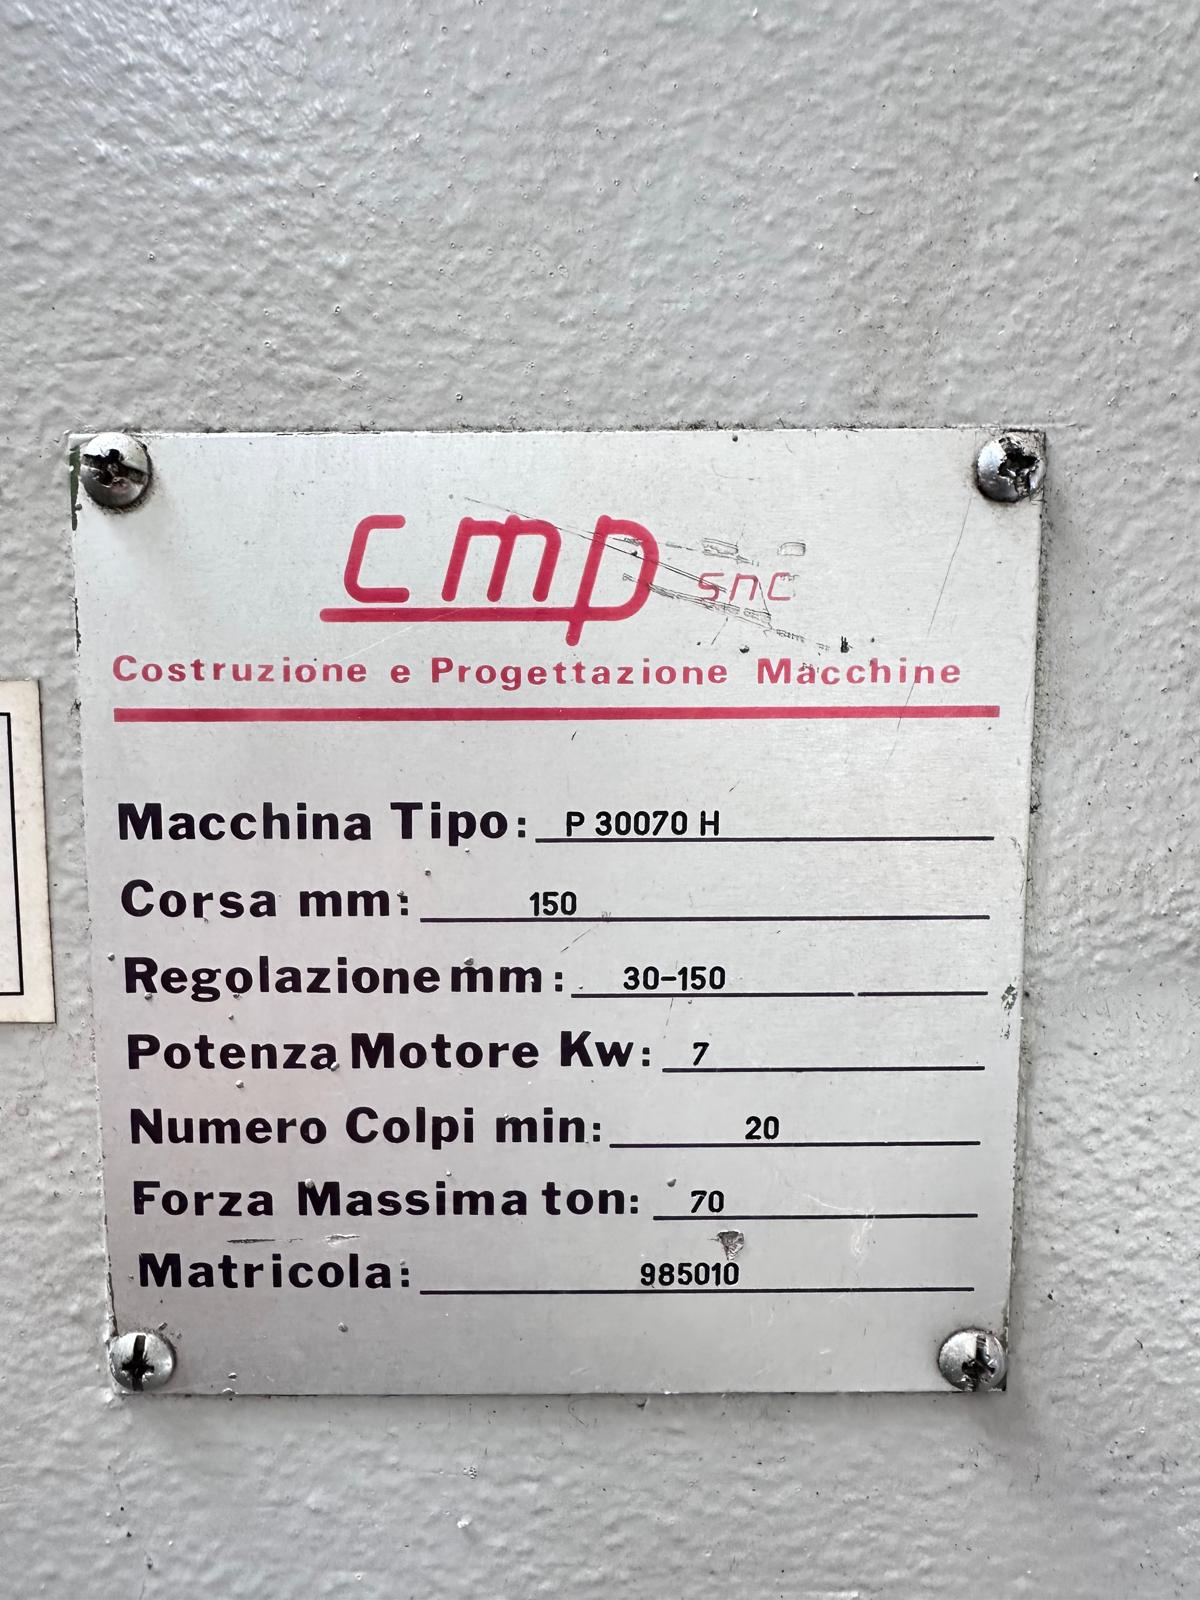 cmp snc
Costruzione e Progettazione Macchine
Macchina Tipo: P 30070 H
Corsa mm: 150
Regolazione mm: 30-150
Potenza Motore Kw: 7
Numero Colpi min: 20
Forza Massima ton: 70
Matricola: 985010